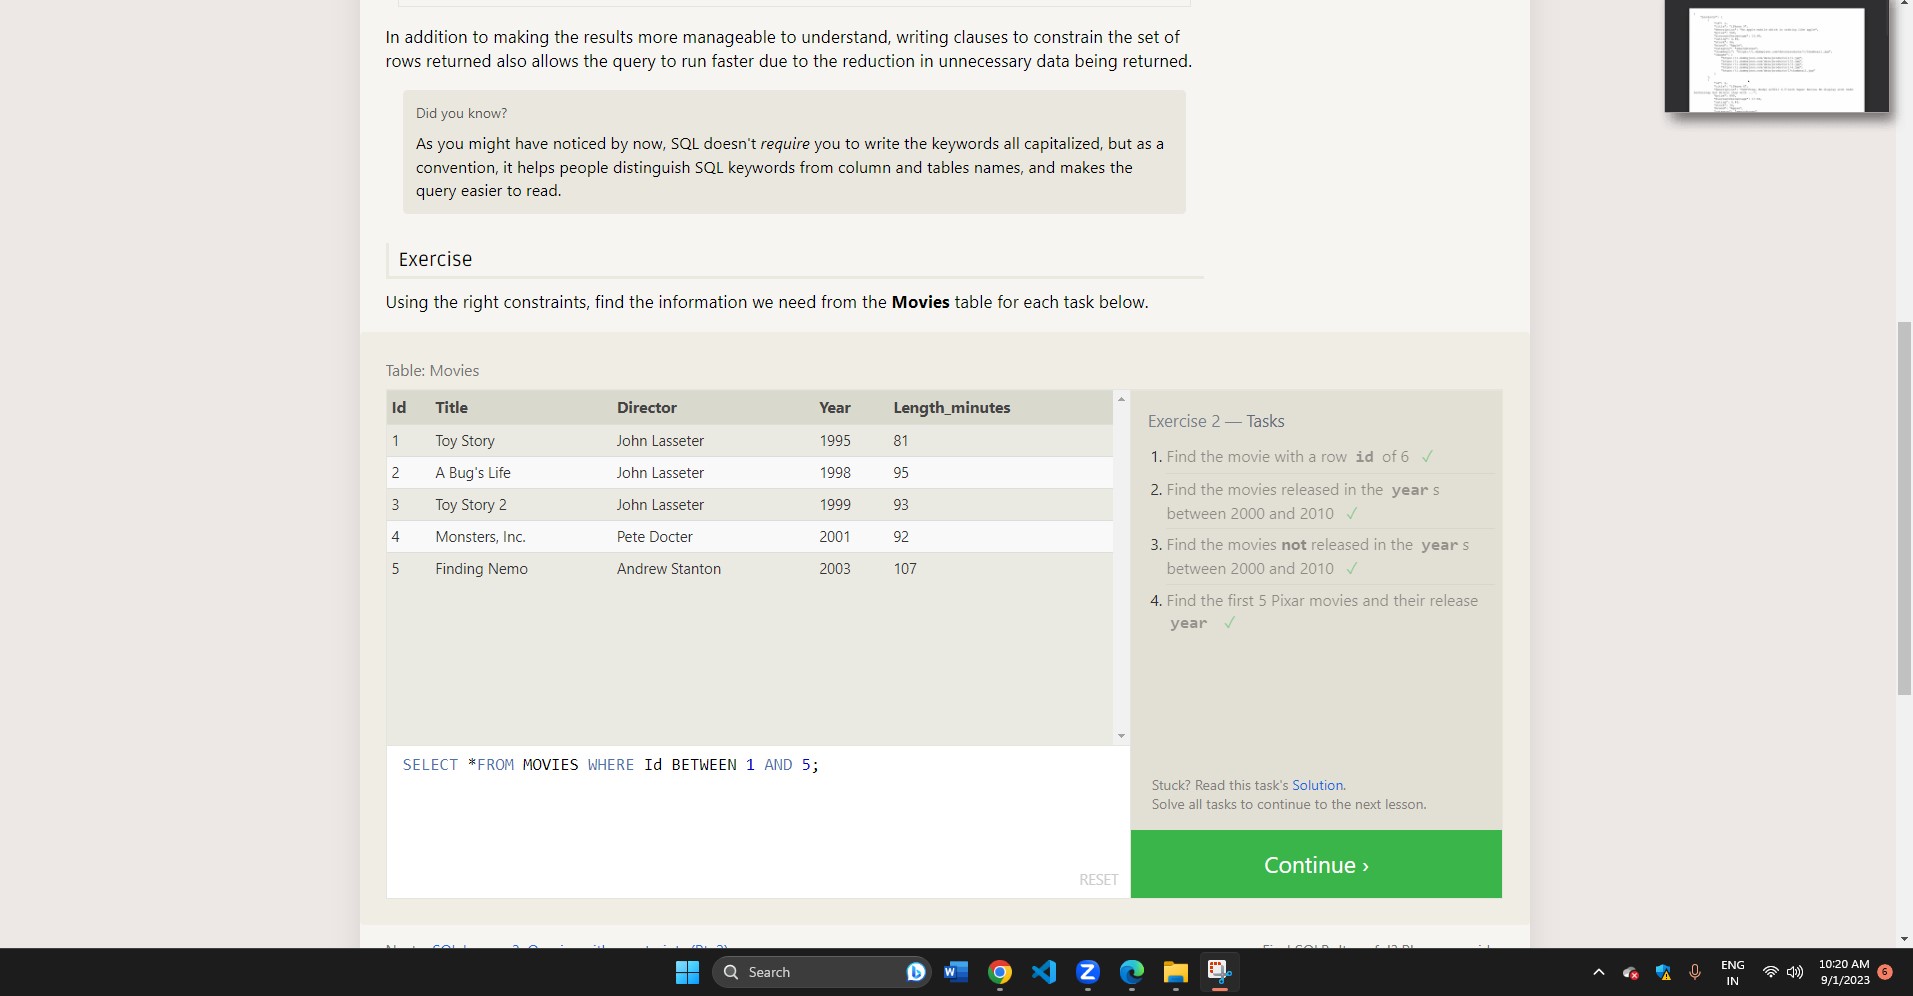 In addition to making the results more manageable to understand, writing clauses to constrain the set of
rows returned also allows the query to run faster due to the reduction in unnecessary data being returned.
Did you know?
As you might have noticed by now, SQL doesn't require you to write the keywords all capitalized, but as a
convention, it helps people distinguish SQL keywords from column and tables names, and makes the
query easier to read.
Exercise
Using the right constraints, find the information we need from the Movies table for each task below.
Table: Movies
Id Title Director Year Length_minutes
1 Toy Story John Lasseter 1995 81
2 A Bug's Life John Lasseter 1998 95
3 Toy Story 2 John Lasseter 1999 93
4 Monsters, Inc. Pete Docter 2001 92
5 Finding Nemo Andrew Stanton 2003 107
SELECT *FROM MOVIES WHERE Id BETWEEN 1 AND 5;
RESET
Exercise 2 — Tasks
1. Find the movie with a row id of 6 ✓
2. Find the movies released in the year s
between 2000 and 2010 ✓
3. Find the movies not released in the year s
between 2000 and 2010 ✓
4. Find the first 5 Pixar movies and their release
year ✓
Stuck? Read this task's Solution.
Solve all tasks to continue to the next lesson.
Continue ›
Search
ENG
IN
10:20 AM
9/1/2023
6